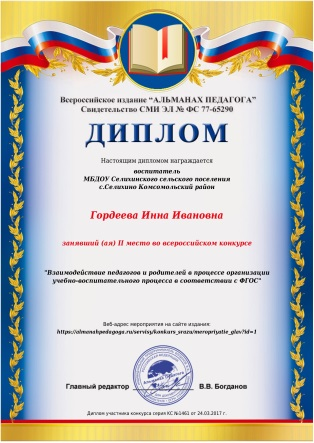 Всероссийское издание "АЛЬМАНАХ ПЕДАГОГА"
Свидетельство СМИ ЭЛ № ФС 77-65290
ДИПЛОМ
Настоящим дипломом награждается
воспитатель
МБДОУ Селихинского сельского поселения
с.Селихино Комсомольский район
Гордеева Инна Ивановна
занявший (ая) II место во всероссийском конкурсе
"Взаимодействие педагогов и родителей в процессе организации
учебно-воспитательного процесса в соответствии с ФГОС"
Веб-адрес мероприятия на сайте издания:
https://almanahpedagoga.ru/servisy/konkurs_srazu/meropriyatie_glav?id=1
Главный редактор
В.В. Богданов
Диплом участника конкурса серия КС №1461 от 24.03.2017 г.